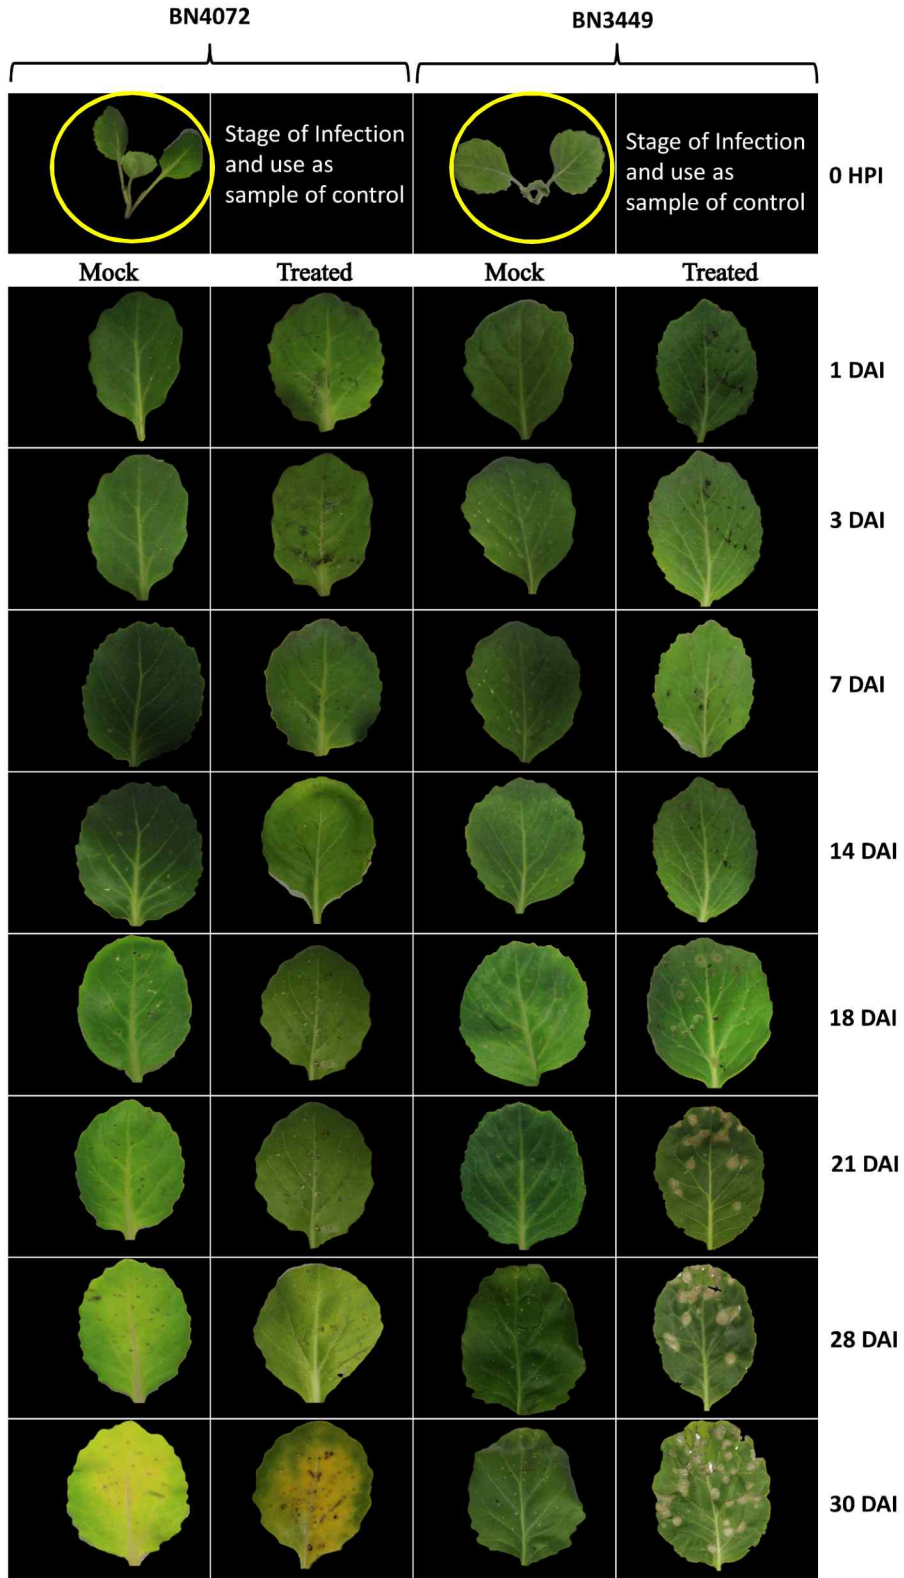 BN4072
BN3449
Stage of Infection
and use as
sample of control
Stage of Infection
and use as
sample of control
0 HPI
Mock
Treated
Mock
Treated
1 DAI
3 DAI
7 DAI
14 DAI
18 DAI
21 DAI
28 DAI
30 DAI